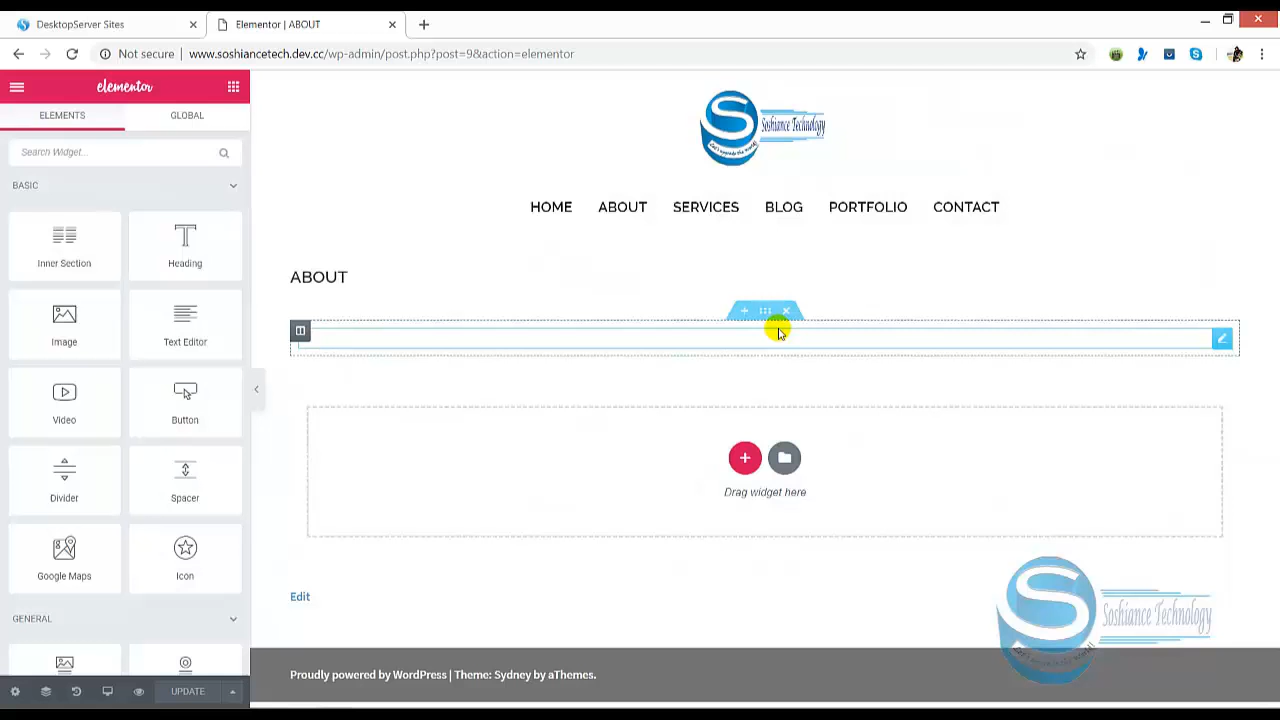 DesktopServer Sites
Elementor | ABOUT
Not secure | www.soshiancetech.dev.cc/wp-admin/post.php?post=9&action=elementor
elementor
ELEMENTS GLOBAL
Search Widget...
BASIC
Inner Section Heading
Image Text Editor
Video Button
Divider Spacer
Google Maps Icon
GENERAL
UPDATE
Soshiance Technology
HOME ABOUT SERVICES BLOG PORTFOLIO CONTACT
ABOUT
Drag widget here
Edit
Soshiance Technology
Proudly powered by WordPress | Theme: Sydney by aThemes.